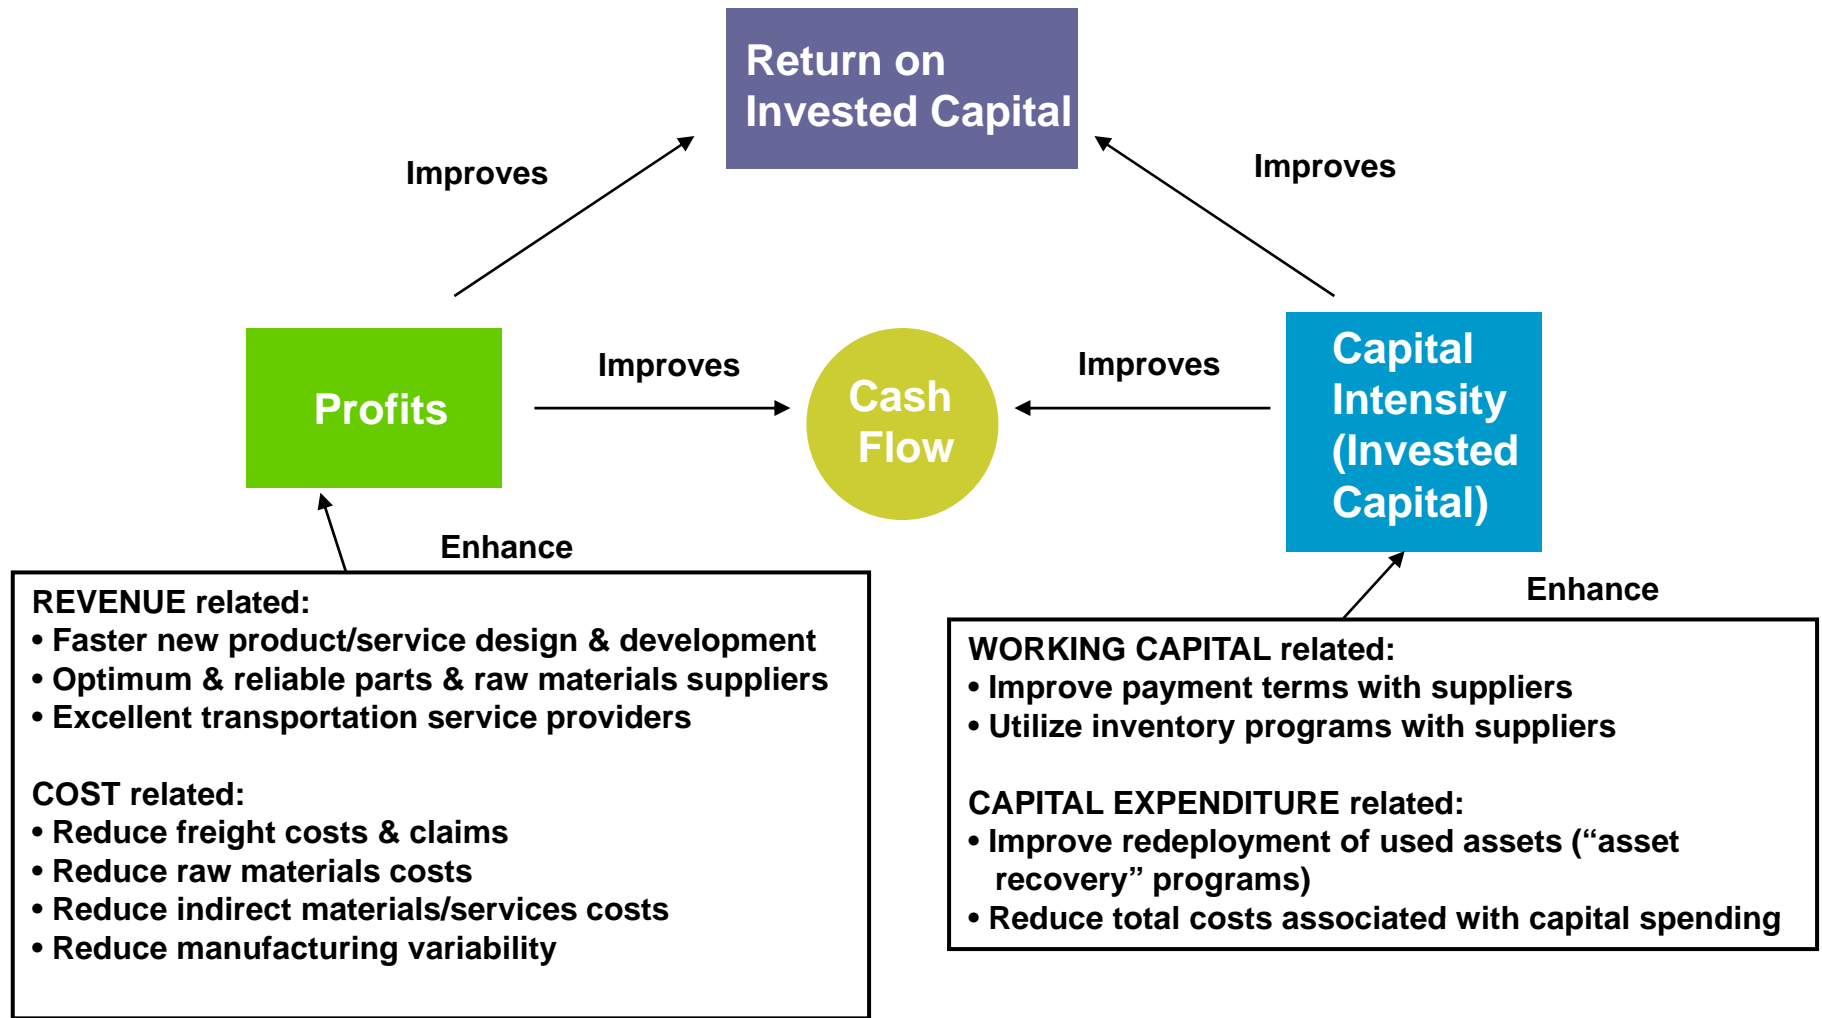 Return on
Invested Capital
Improves
Improves
Profits
Improves
Cash
Flow
Improves
Capital
Intensity
(Invested
Capital)
Enhance
REVENUE related:
• Faster new product/service design & development
• Optimum & reliable parts & raw materials suppliers
• Excellent transportation service providers
COST related:
• Reduce freight costs & claims
• Reduce raw materials costs
• Reduce indirect materials/services costs
• Reduce manufacturing variability
Enhance
WORKING CAPITAL related:
• Improve payment terms with suppliers
• Utilize inventory programs with suppliers
CAPITAL EXPENDITURE related:
• Improve redeployment of used assets (“asset
recovery” programs)
• Reduce total costs associated with capital spending